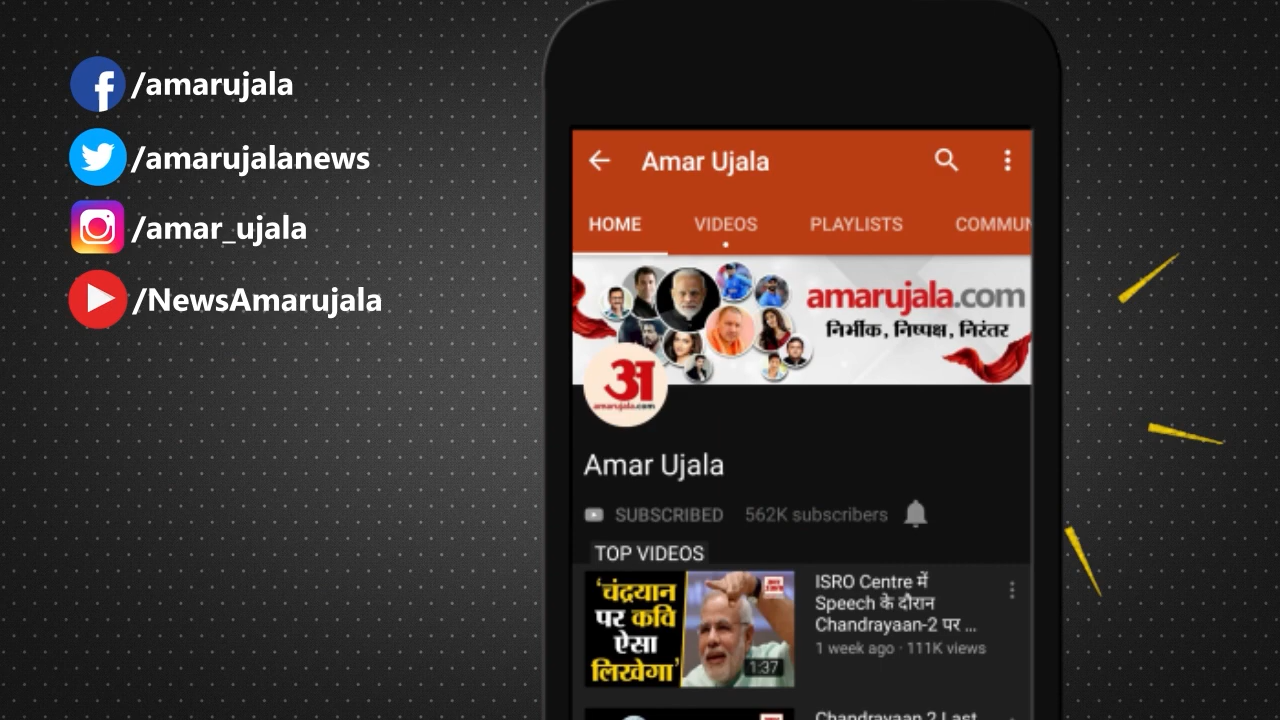 /amarujala
/amarujalanews
/amar_ujala
/NewsAmarujala
Amar Ujala
HOME VIDEOS PLAYLISTS COMMUN
amarujala.com
निर्भीक, निष्पक्ष, निरंतर
अ
amarujala.com
Amar Ujala
SUBSCRIBED 562K subscribers
TOP VIDEOS
‘चंद्रयान
पर कवि
ऐसा
लिखेगा’
1:37
ISRO Centre में
Speech के दौरान
Chandrayaan-2 पर ...
1 week ago · 111K views
Chandrayaan 2 Last